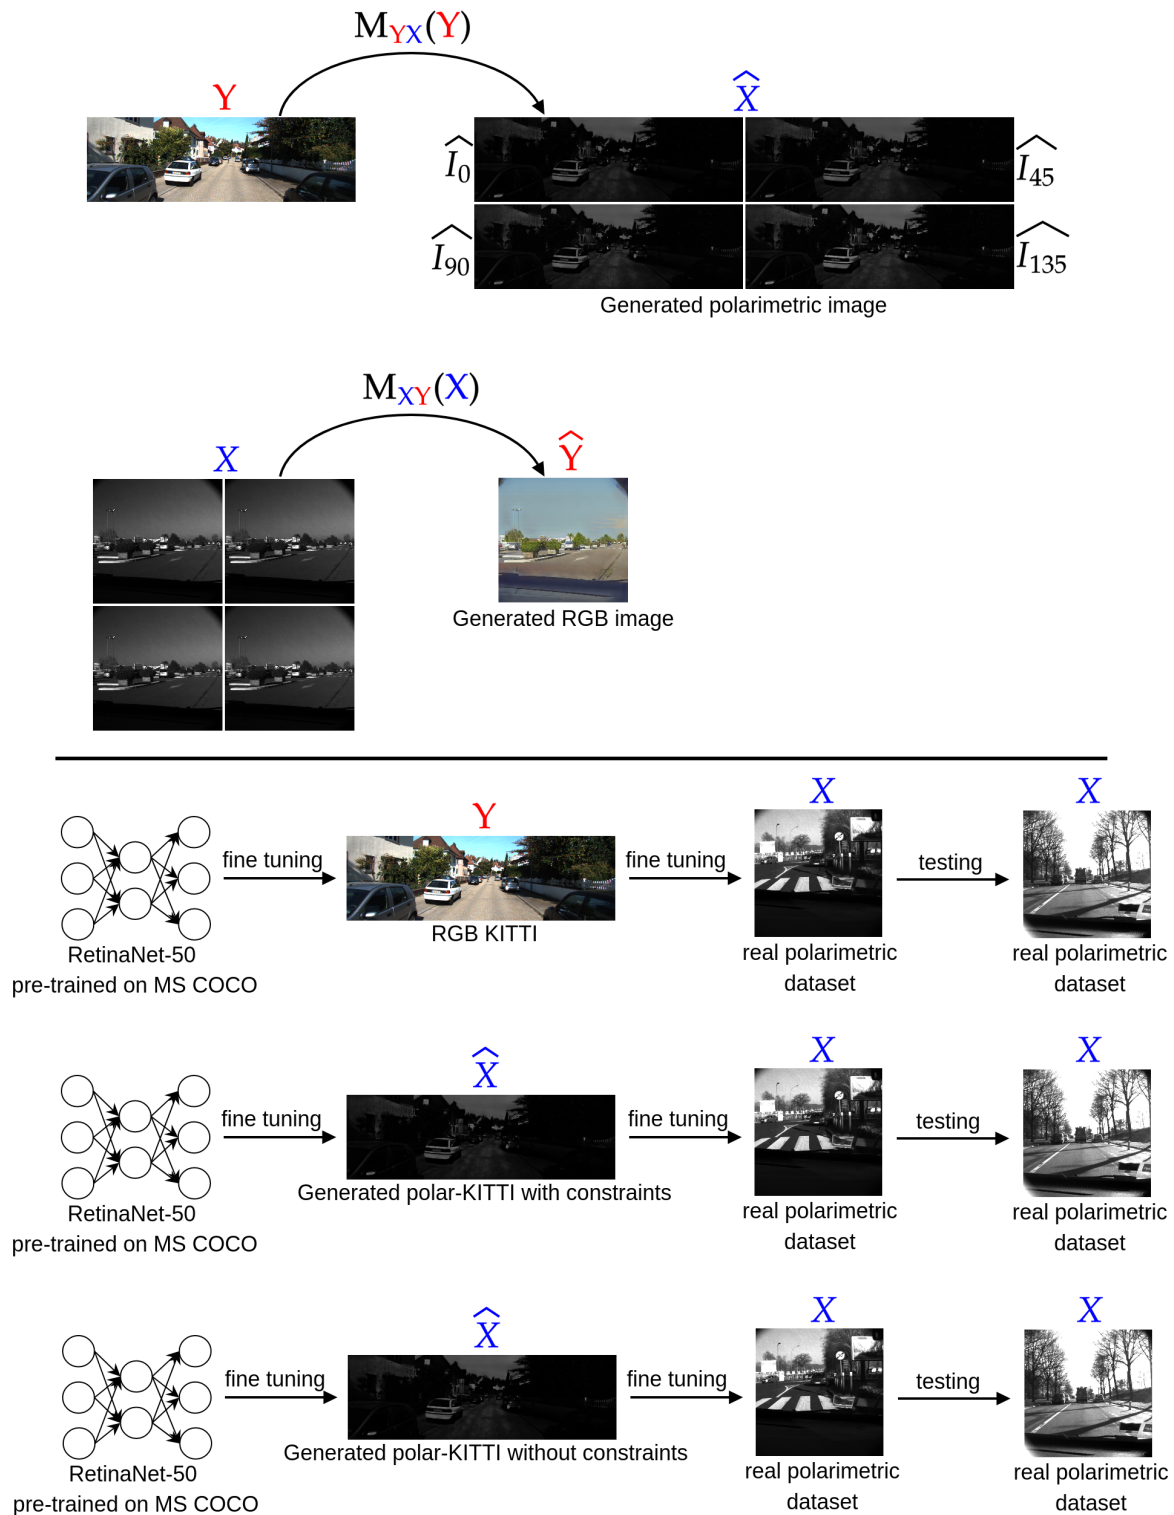 M_YX(Y)
Y
X̂
Î₀
Î₄₅
Î₉₀
Î₁₃₅
Generated polarimetric image
M_XY(X)
X
Ŷ
Generated RGB image
Y
X
X
fine tuning
fine tuning
testing
RGB KITTI
RetinaNet-50
pre-trained on MS COCO
real polarimetric
dataset
real polarimetric
dataset
X̂
X
X
fine tuning
fine tuning
testing
Generated polar-KITTI with constraints
RetinaNet-50
pre-trained on MS COCO
real polarimetric
dataset
real polarimetric
dataset
X̂
X
X
fine tuning
fine tuning
testing
Generated polar-KITTI without constraints
RetinaNet-50
pre-trained on MS COCO
real polarimetric
dataset
real polarimetric
dataset